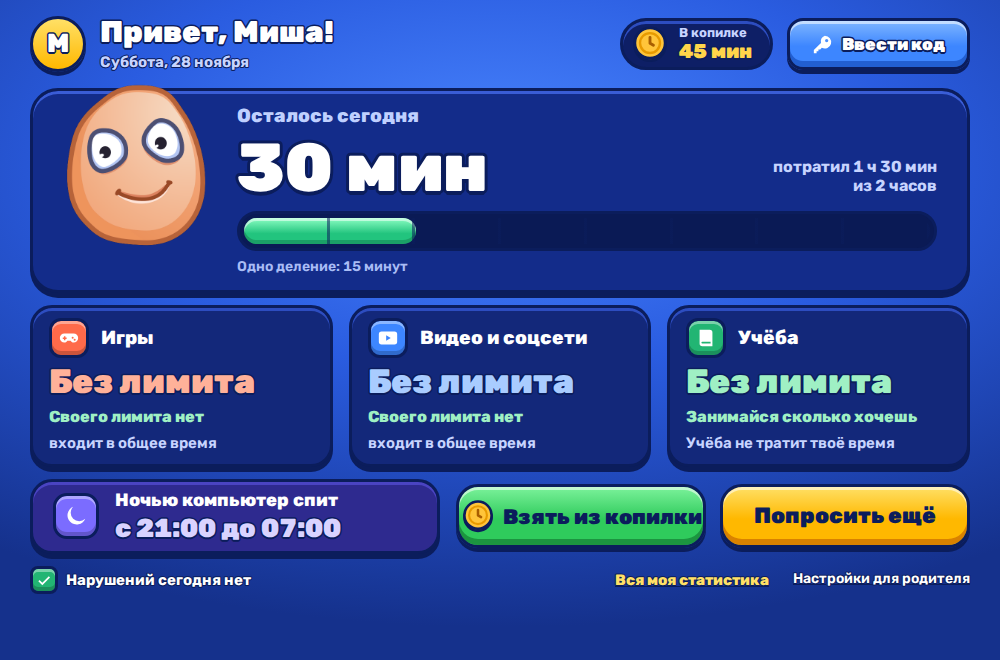 М
Привет, Миша!
Суббота, 28 ноября
В копилке
45 мин
Ввести код
Осталось сегодня
30 мин
потратил 1 ч 30 мин
из 2 часов
Одно деление: 15 минут
Игры
Без лимита
Своего лимита нет
входит в общее время
Видео и соцсети
Без лимита
Своего лимита нет
входит в общее время
Учёба
Без лимита
Занимайся сколько хочешь
Учёба не тратит твоё время
Ночью компьютер спит
с 21:00 до 07:00
Взять из копилки
Попросить ещё
Нарушений сегодня нет
Вся моя статистика
Настройки для родителя